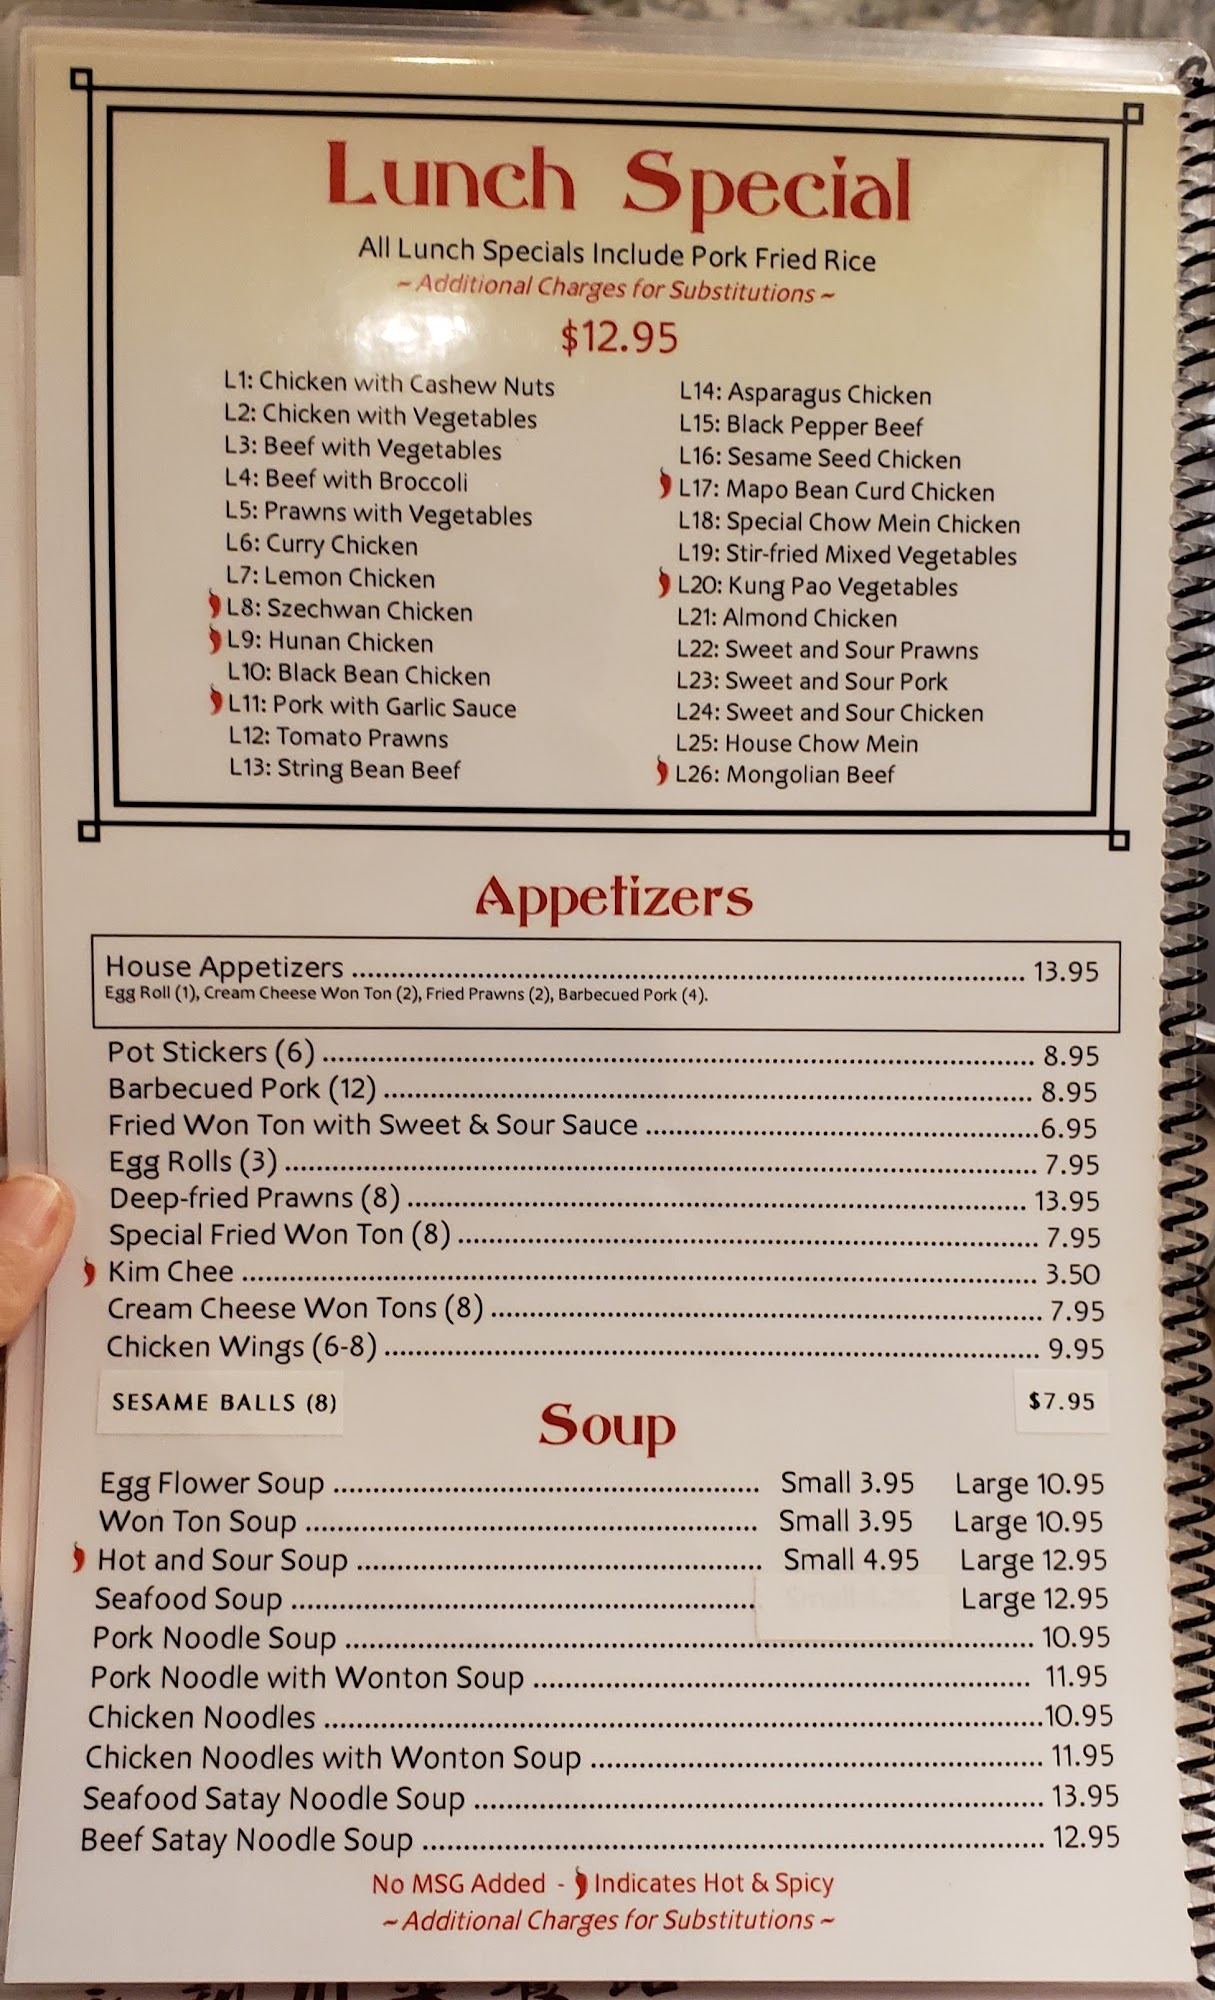 Lunch Special
All Lunch Specials Include Pork Fried Rice
~ Additional Charges for Substitutions ~
$12.95
L1: Chicken with Cashew Nuts
L2: Chicken with Vegetables
L3: Beef with Vegetables
L4: Beef with Broccoli
L5: Prawns with Vegetables
L6: Curry Chicken
L7: Lemon Chicken
L8: Szechwan Chicken
L9: Hunan Chicken
L10: Black Bean Chicken
L11: Pork with Garlic Sauce
L12: Tomato Prawns
L13: String Bean Beef
L14: Asparagus Chicken
L15: Black Pepper Beef
L16: Sesame Seed Chicken
L17: Mapo Bean Curd Chicken
L18: Special Chow Mein Chicken
L19: Stir-fried Mixed Vegetables
L20: Kung Pao Vegetables
L21: Almond Chicken
L22: Sweet and Sour Prawns
L23: Sweet and Sour Pork
L24: Sweet and Sour Chicken
L25: House Chow Mein
L26: Mongolian Beef
Appetizers
House Appetizers ........ 13.95
Egg Roll (1), Cream Cheese Won Ton (2), Fried Prawns (2), Barbecued Pork (4).
Pot Stickers (6) ........ 8.95
Barbecued Pork (12) ........ 8.95
Fried Won Ton with Sweet & Sour Sauce ........ 6.95
Egg Rolls (3) ........ 7.95
Deep-fried Prawns (8) ........ 13.95
Special Fried Won Ton (8) ........ 7.95
Kim Chee ........ 3.50
Cream Cheese Won Tons (8) ........ 7.95
Chicken Wings (6-8) ........ 9.95
SESAME BALLS (8) $7.95
Soup
Egg Flower Soup ........ Small 3.95 Large 10.95
Won Ton Soup ........ Small 3.95 Large 10.95
Hot and Sour Soup ........ Small 4.95 Large 12.95
Seafood Soup ........ Large 12.95
Pork Noodle Soup ........ 10.95
Pork Noodle with Wonton Soup ........ 11.95
Chicken Noodles ........ 10.95
Chicken Noodles with Wonton Soup ........ 11.95
Seafood Satay Noodle Soup ........ 13.95
Beef Satay Noodle Soup ........ 12.95
No MSG Added - Indicates Hot & Spicy
~ Additional Charges for Substitutions ~